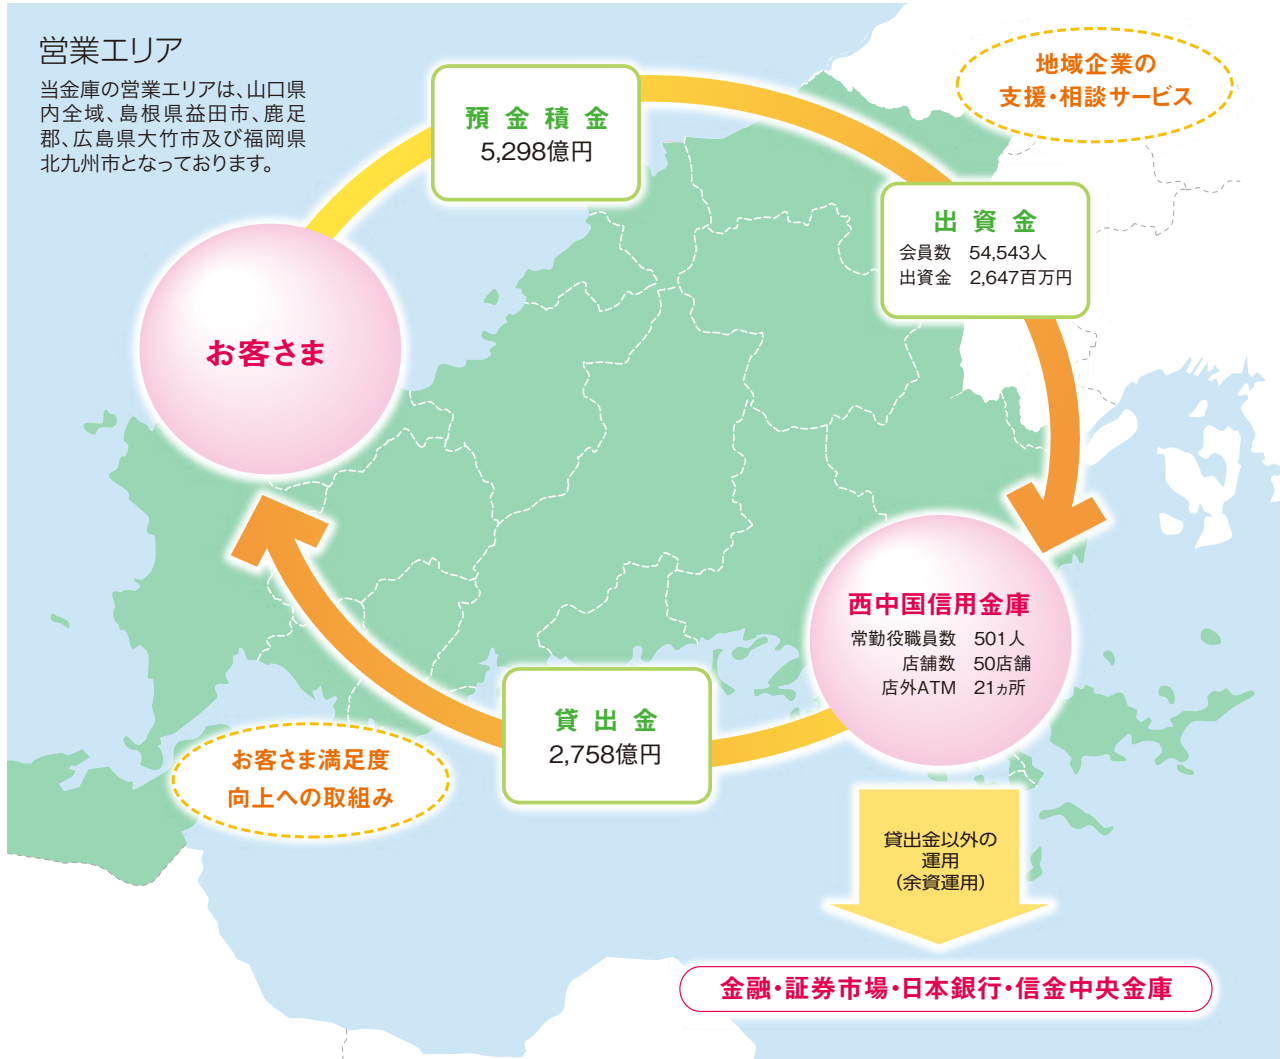 営業エリア
当金庫の営業エリアは、山口県
内全域、島根県益田市、鹿足
郡、広島県大竹市及び福岡県
北九州市となっております。
地域企業の
支援・相談サービス
預金積金
5,298億円
出資金
会員数 54,543人
出資金 2,647百万円
お客さま
西中国信用金庫
常勤役職員数 501人
店舗数 50店舗
店外ATM 21ヵ所
貸出金
2,758億円
お客さま満足度
向上への取組み
貸出金以外の
運用
(余資運用)
金融・証券市場・日本銀行・信金中央金庫